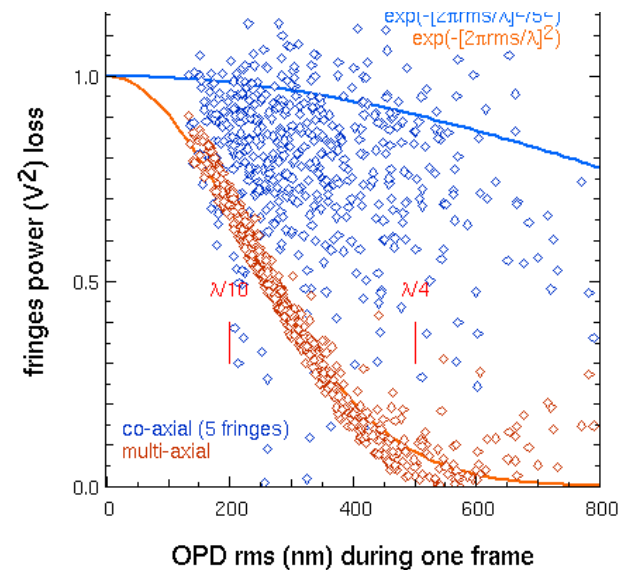 exp(-[2πrms/λ]²/5²)
exp(-[2πrms/λ]²)
1.0
0.5
0.0
λ/10
λ/4
co-axial (5 fringes)
multi-axial
0
200
400
600
800
fringes power (V²) loss
OPD rms (nm) during one frame